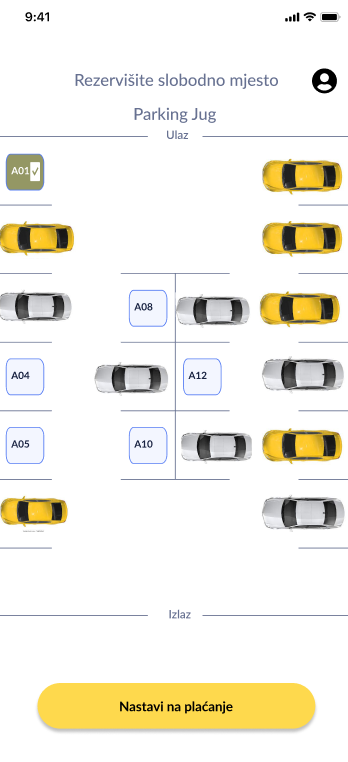 9:41
Rezervišite slobodno mjesto
Parking Jug
Ulaz
A01
A08
A04
A12
A05
A10
Izlaz
Nastavi na plaćanje